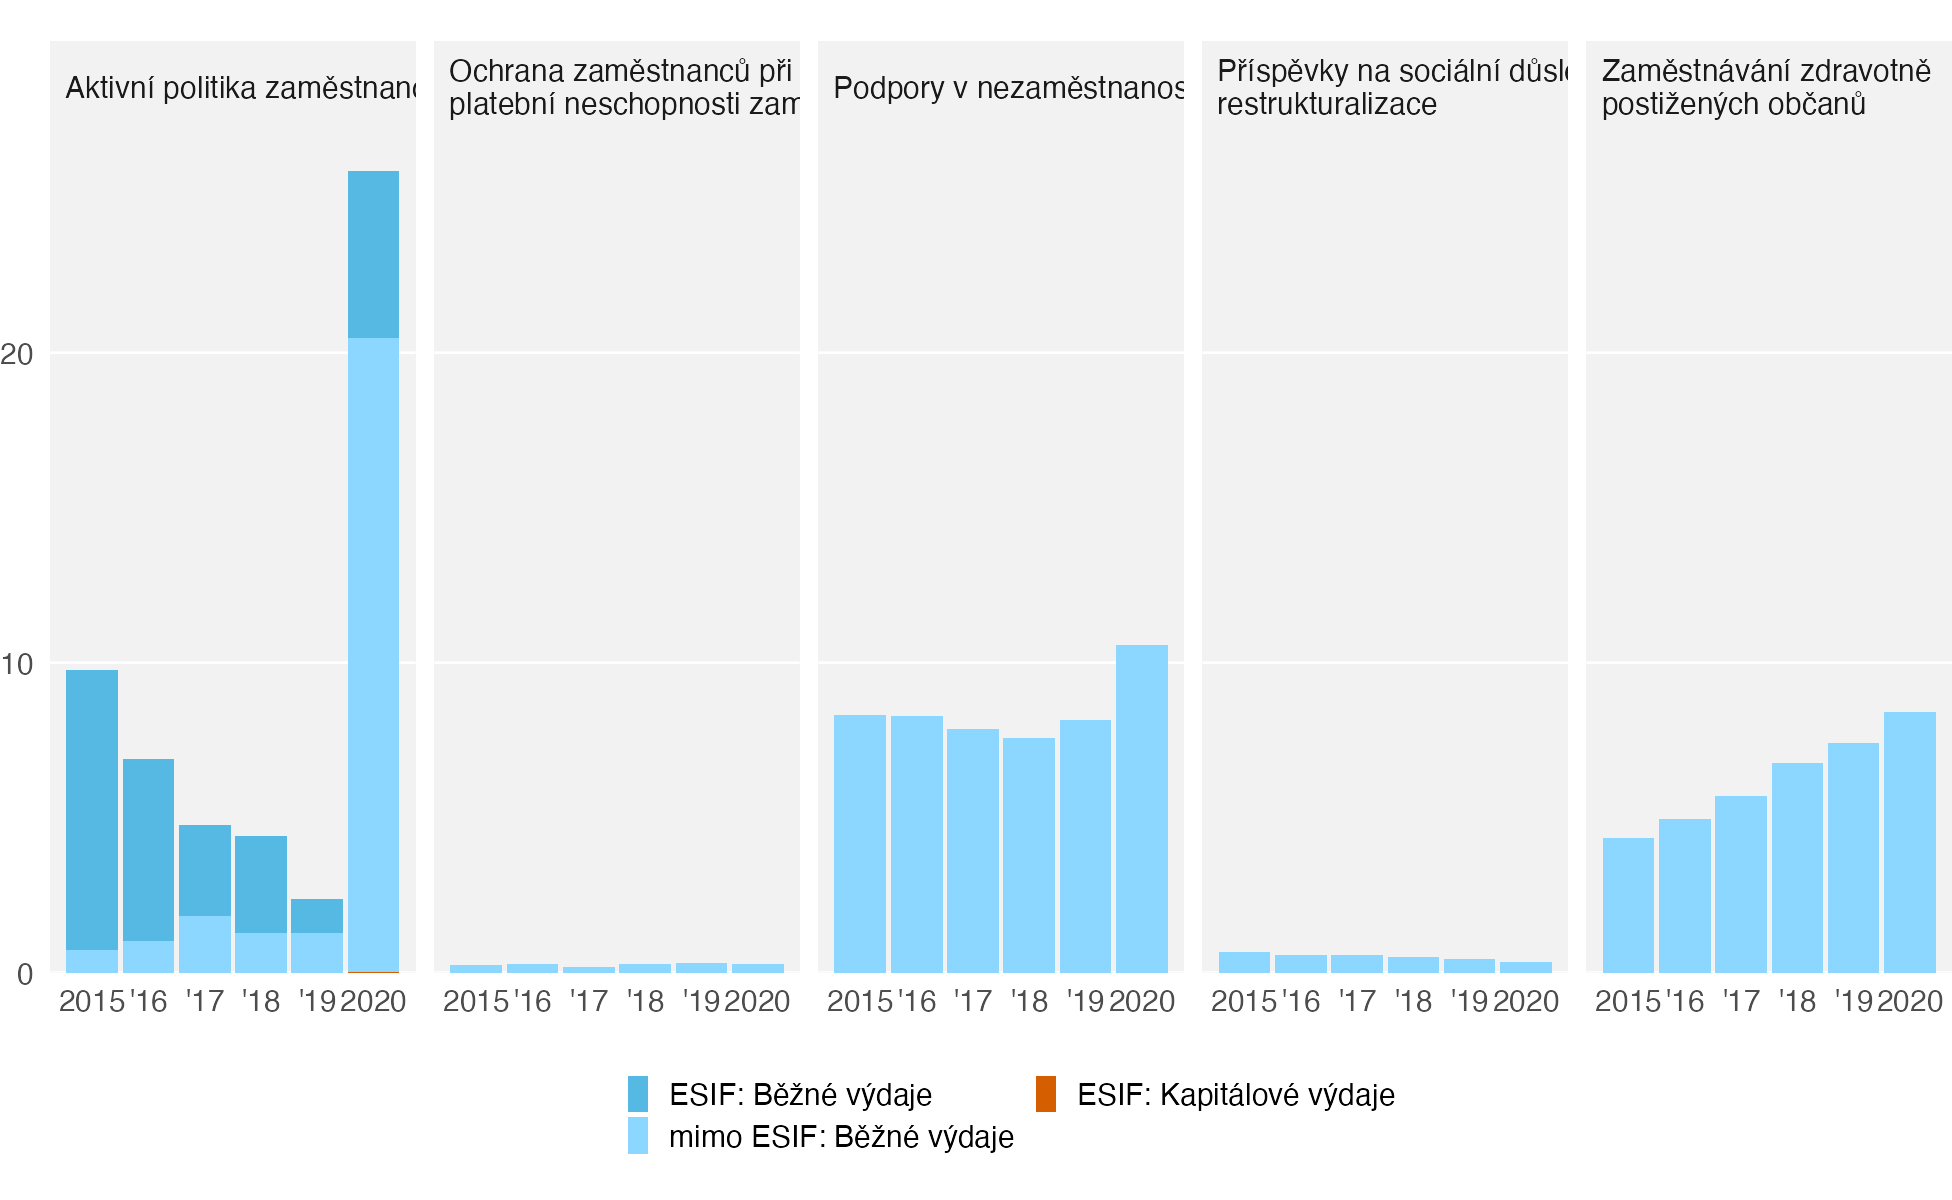 Aktivní politika zaměstnano
Ochrana zaměstnanců při
platební neschopnosti zam
Podpory v nezaměstnanos
Příspěvky na sociální důsle
restrukturalizace
Zaměstnávání zdravotně
postižených občanů
20
10
0
2015 '16 '17 '18 '19 2020
2015 '16 '17 '18 '19 2020
2015 '16 '17 '18 '19 2020
2015 '16 '17 '18 '19 2020
2015 '16 '17 '18 '19 2020
ESIF: Běžné výdaje
mimo ESIF: Běžné výdaje
ESIF: Kapitálové výdaje